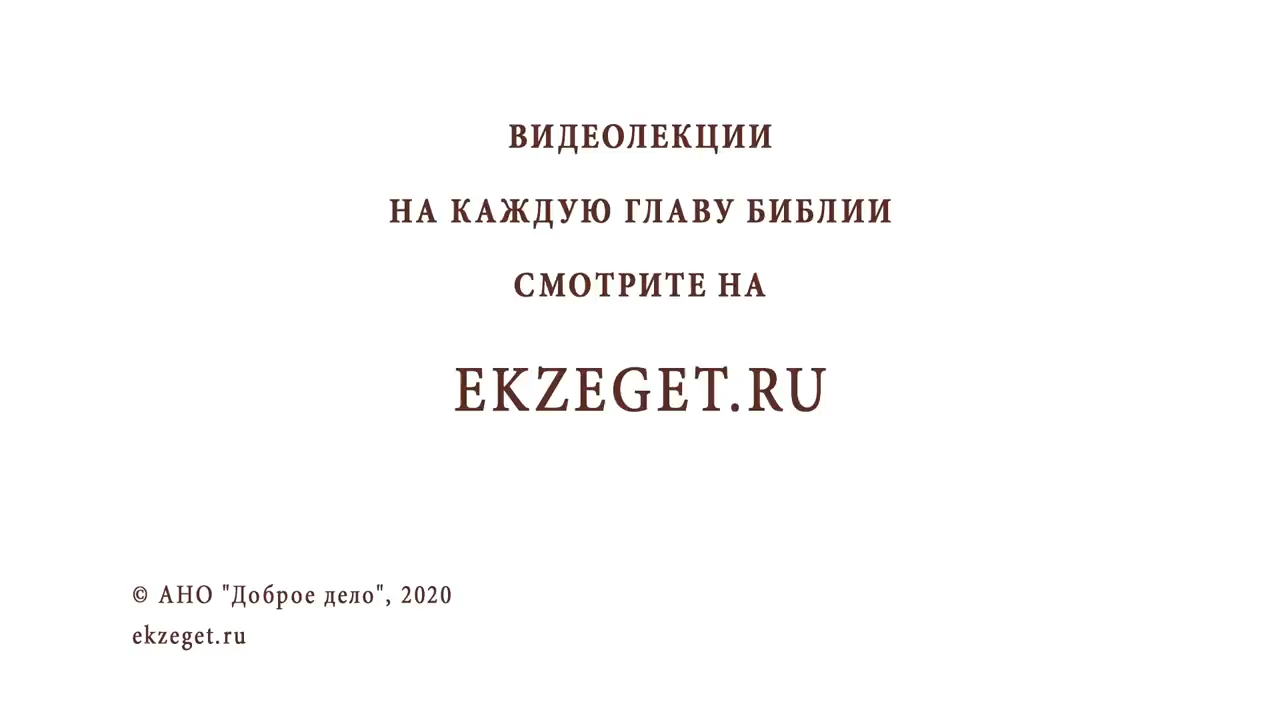 ВИДЕОЛЕКЦИИ
НА КАЖДУЮ ГЛАВУ БИБЛИИ
СМОТРИТЕ НА
EKZEGET.RU
© АНО "Доброе дело", 2020
ekzeget.ru